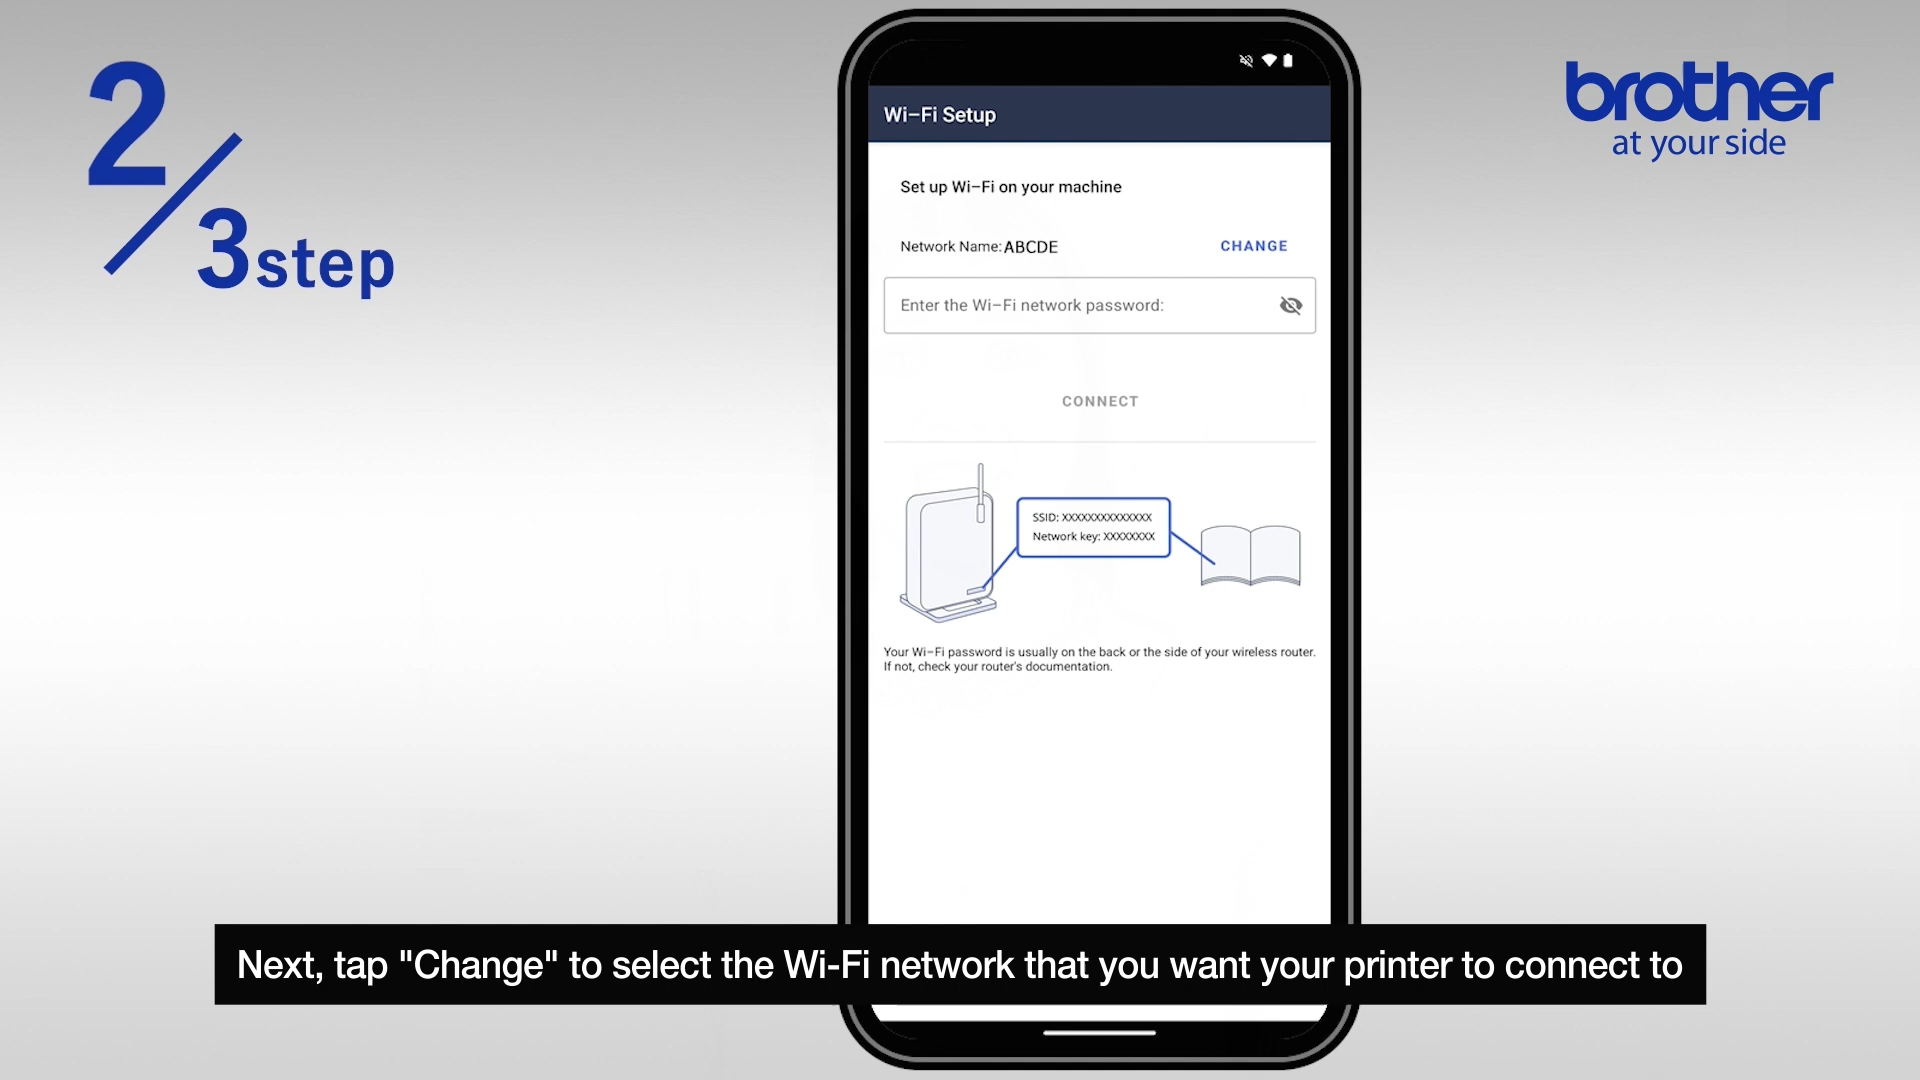 2/3step
brother
at your side
Wi-Fi Setup
Set up Wi-Fi on your machine
Network Name: ABCDE
CHANGE
Enter the Wi-Fi network password:
CONNECT
SSID: XXXXXXXXXXXXXX
Network key: XXXXXXXX
Your Wi-Fi password is usually on the back or the side of your wireless router.
If not, check your router's documentation.
Next, tap "Change" to select the Wi-Fi network that you want your printer to connect to